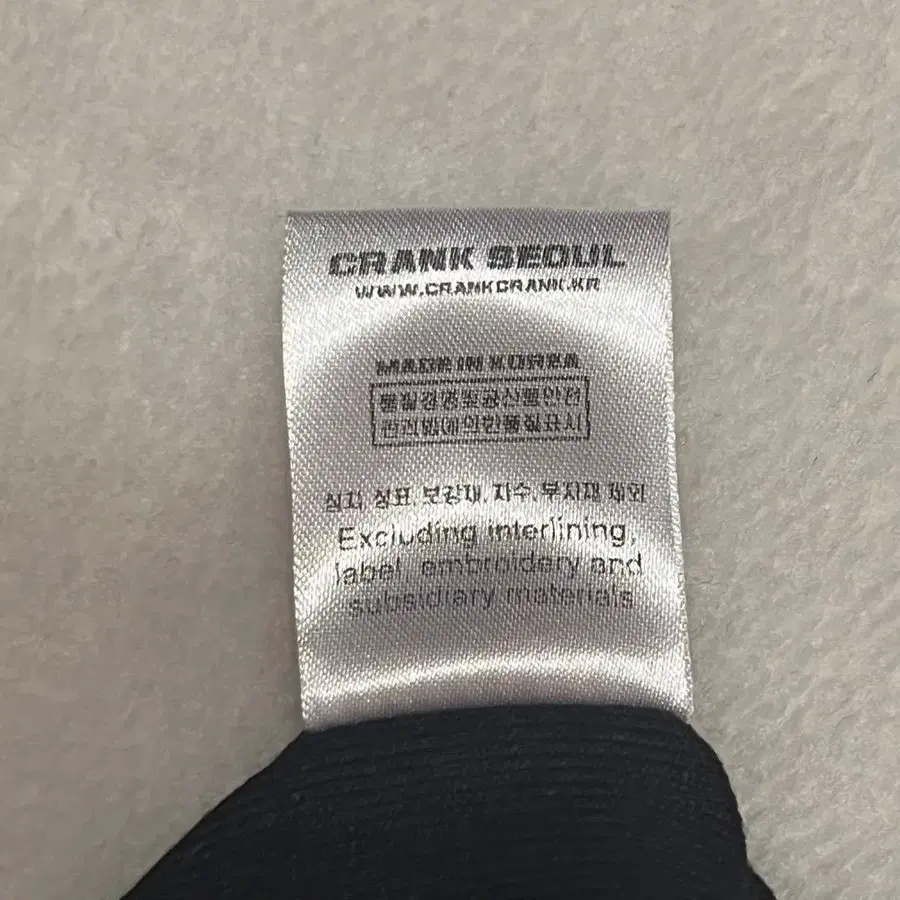 CRANK SEOUL
WWW.CRANKCRANK.KR
MADE IN KOREA
품질경영및공산품안전
관리법에의한품질표시
심지, 상표, 보강재, 자수, 부자재 제외
Excluding interlining,
label, embroidery and
subsidiary materials